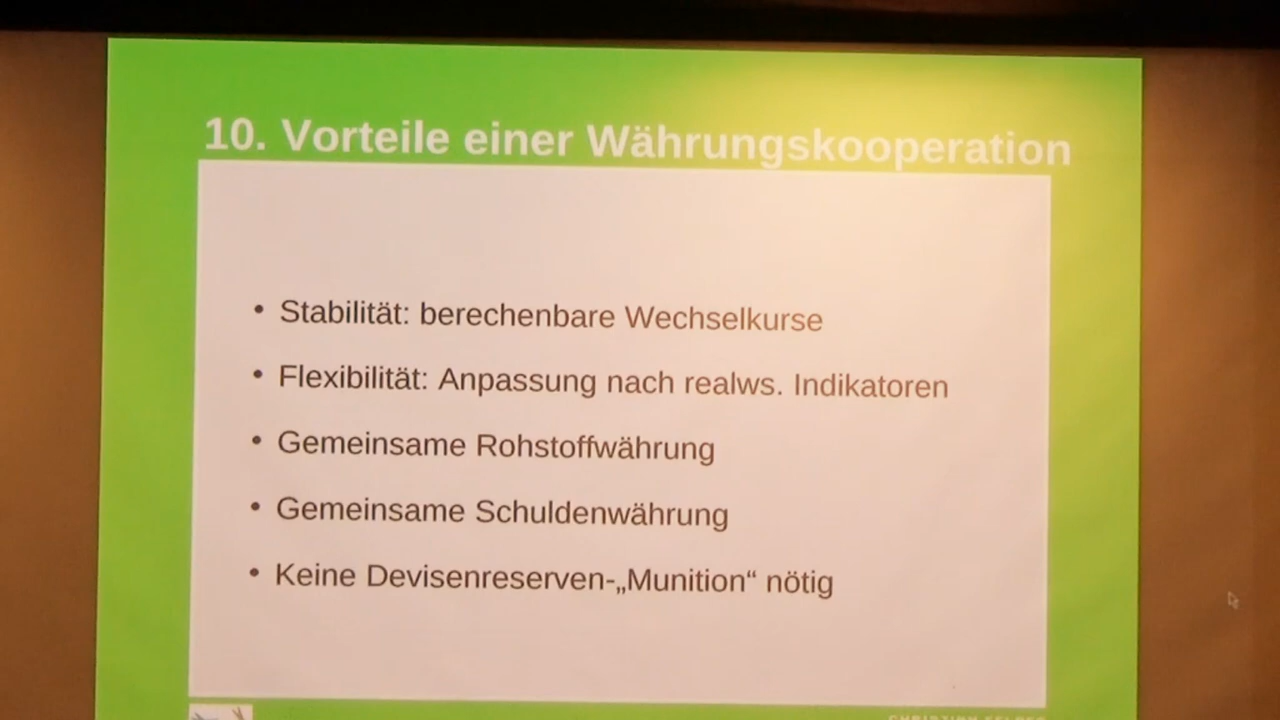 10. Vorteile einer Währungskooperation
• Stabilität: berechenbare Wechselkurse
• Flexibilität: Anpassung nach realws. Indikatoren
• Gemeinsame Rohstoffwährung
• Gemeinsame Schuldenwährung
• Keine Devisenreserven-„Munition“ nötig